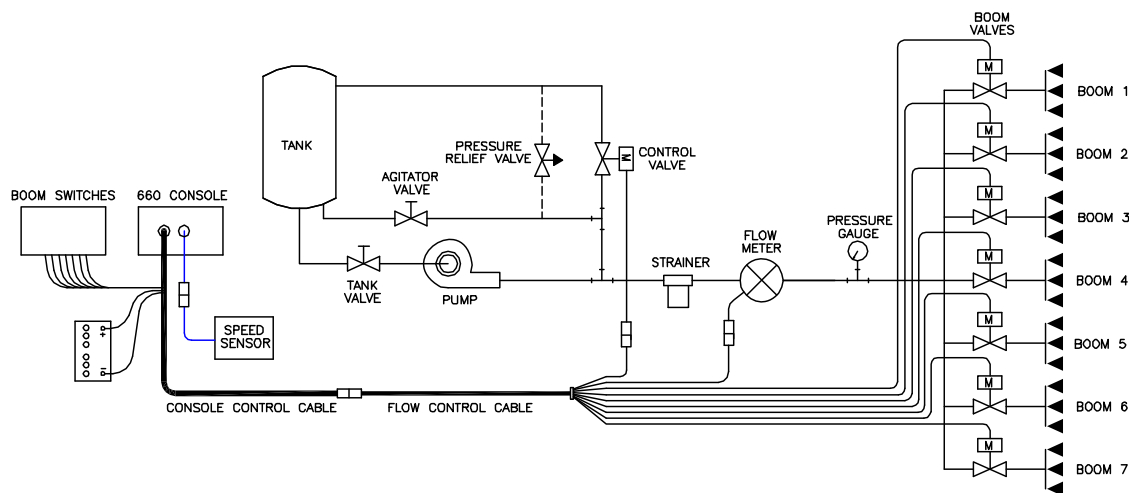 BOOM
VALVES
M
BOOM 1
M
BOOM 2
TANK
PRESSURE
RELIEF VALVE
M
CONTROL
VALVE
AGITATOR
VALVE
BOOM SWITCHES
660 CONSOLE
M
BOOM 3
PRESSURE
GAUGE
FLOW
METER
STRAINER
M
BOOM 4
TANK
VALVE
PUMP
SPEED
SENSOR
+
-
M
BOOM 5
M
BOOM 6
CONSOLE CONTROL CABLE
FLOW CONTROL CABLE
M
BOOM 7